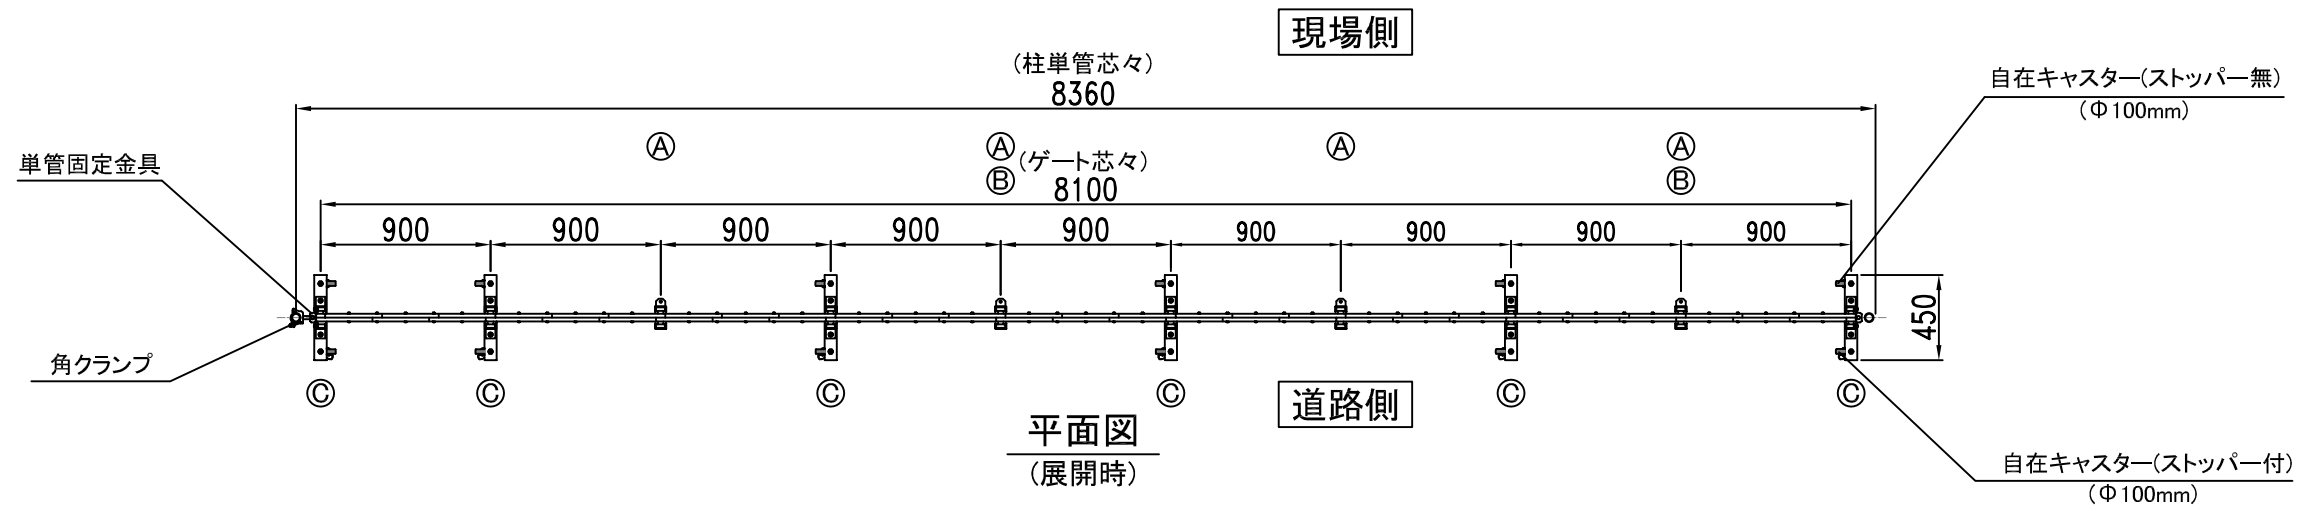 現場側
(柱単管芯々)
8360
自在キャスター(ストッパー無)
(Φ100mm)
単管固定金具
Ⓐ Ⓐ Ⓐ Ⓐ
(ゲート芯々)
Ⓑ Ⓑ
8100
900 900 900 900 900 900 900 900 900
450
角クランプ
Ⓒ Ⓒ Ⓒ Ⓒ Ⓒ Ⓒ
道路側
平面図
(展開時)
自在キャスター(ストッパー付)
(Φ100mm)